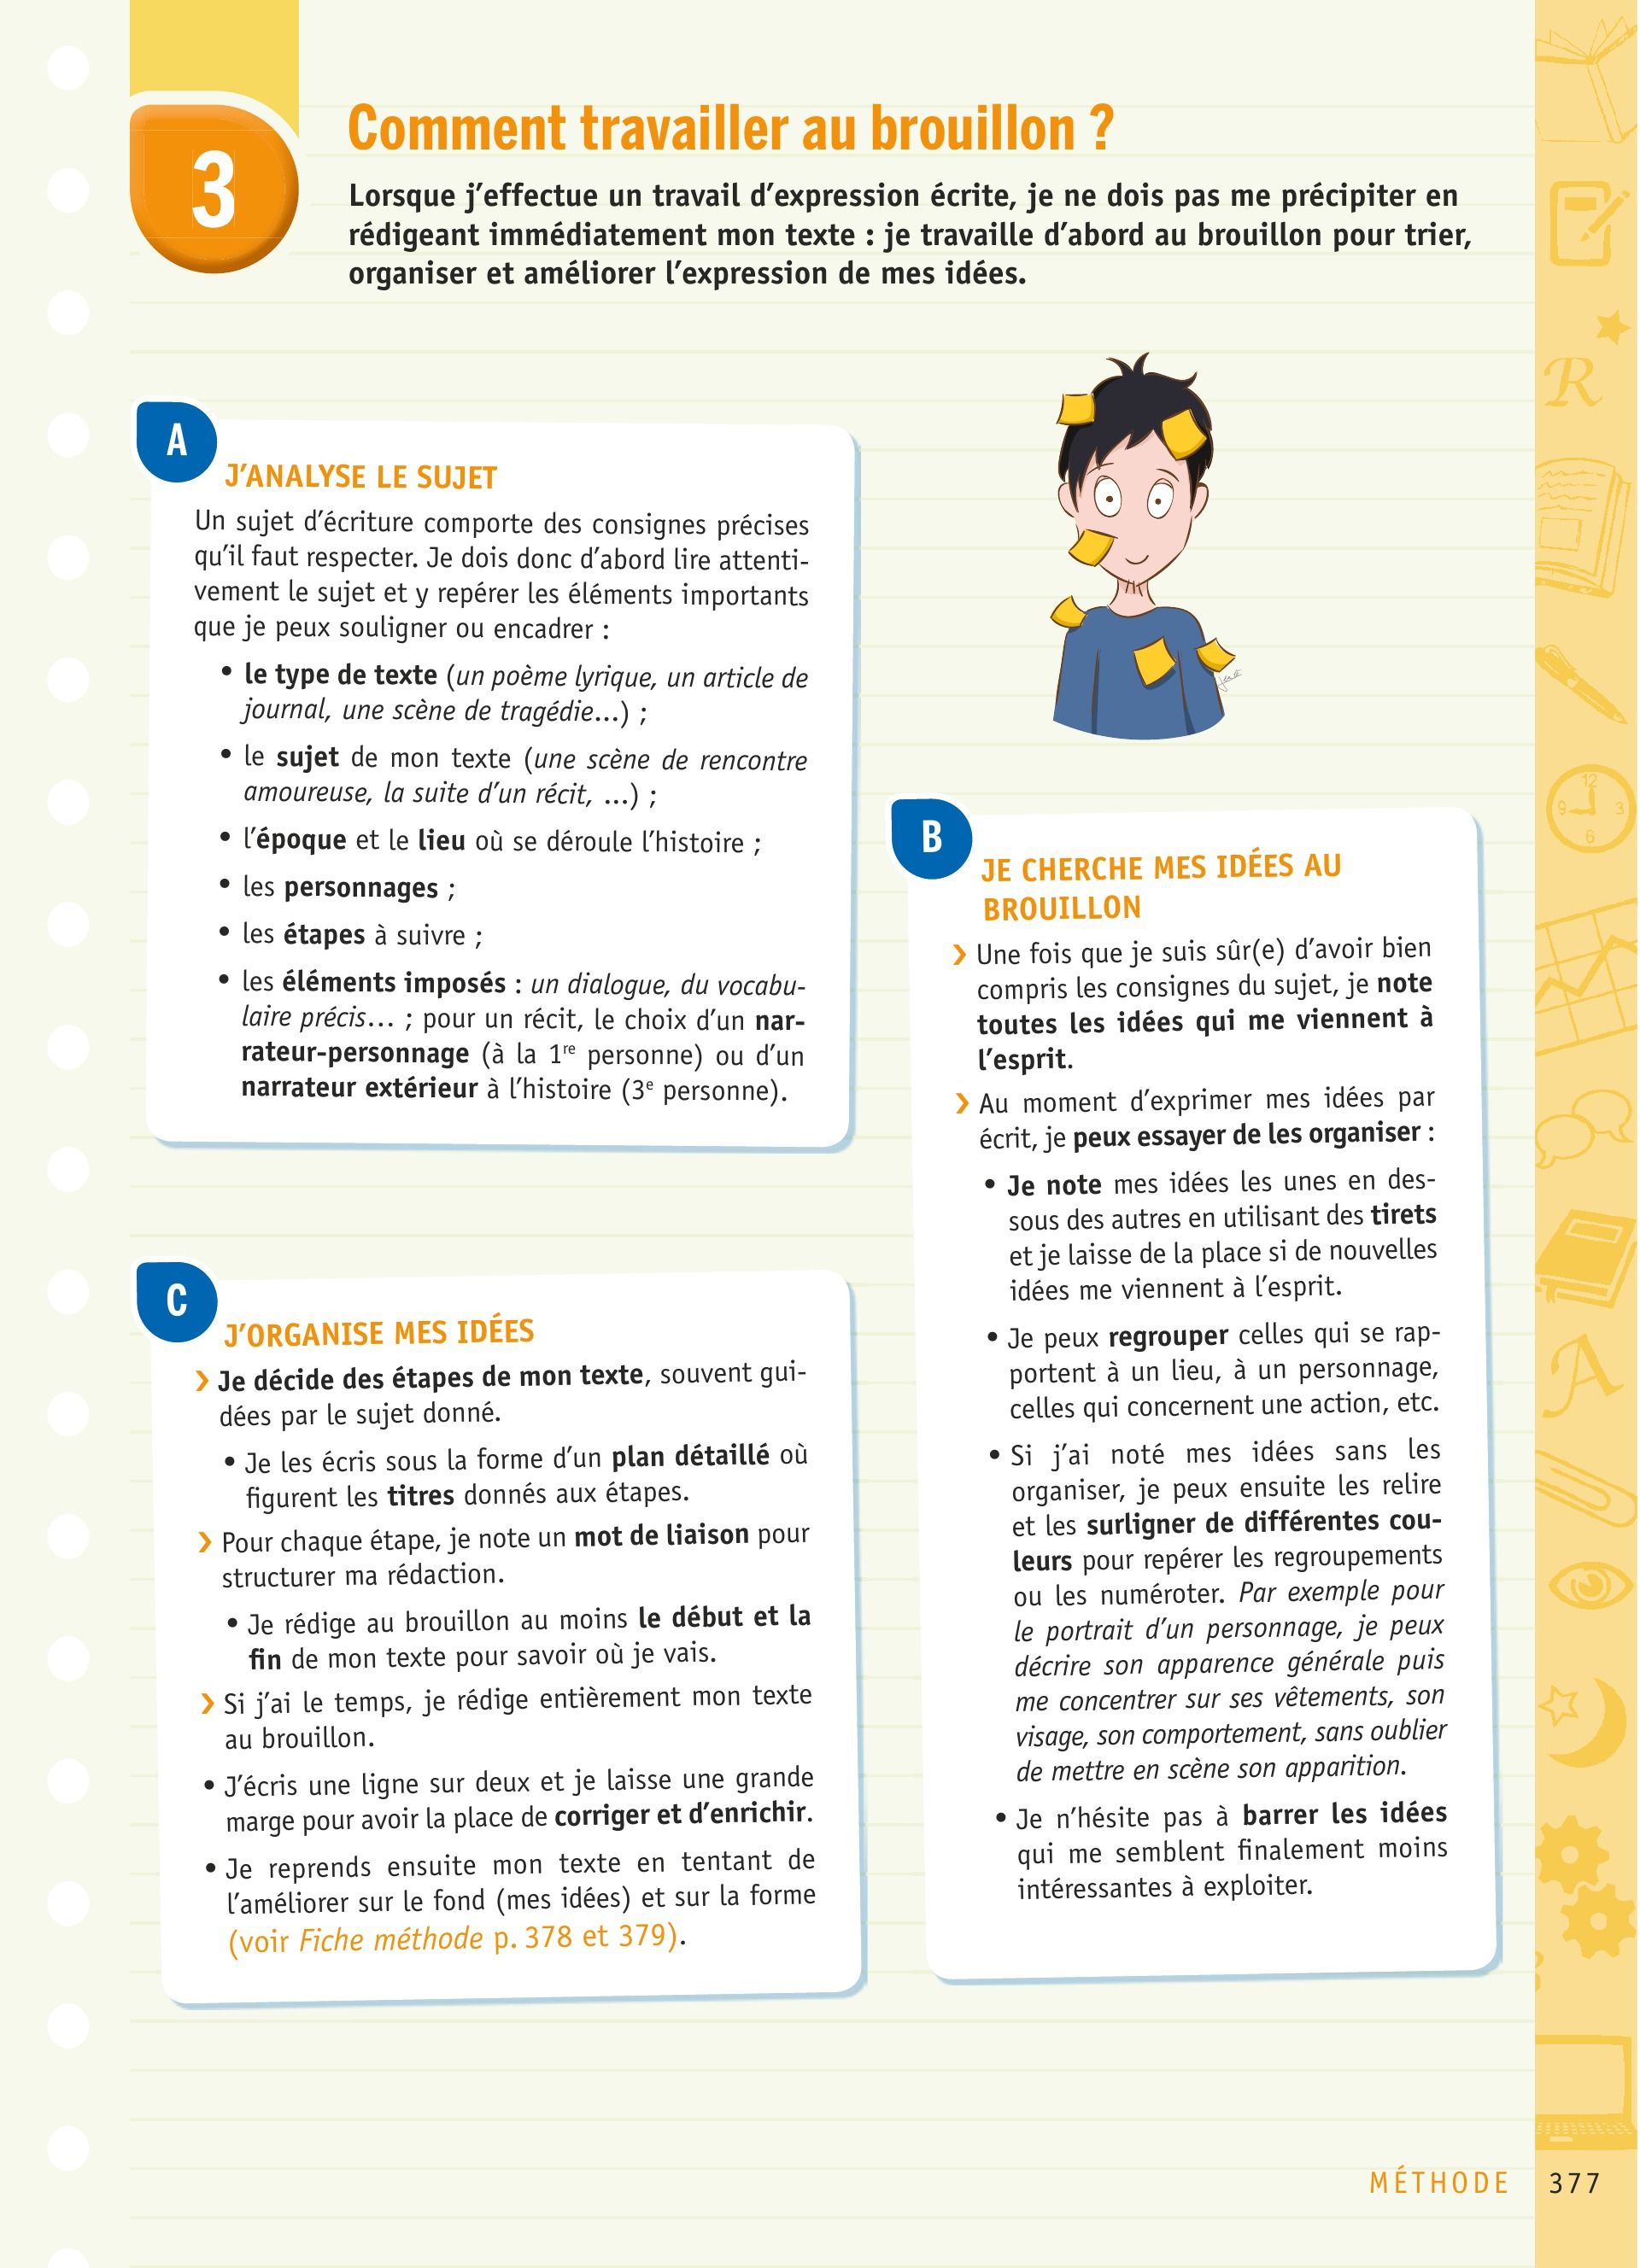 3
Comment travailler au brouillon ?
Lorsque j’effectue un travail d’expression écrite, je ne dois pas me précipiter en
rédigeant immédiatement mon texte : je travaille d’abord au brouillon pour trier,
organiser et améliorer l’expression de mes idées.
A
J’ANALYSE LE SUJET
Un sujet d’écriture comporte des consignes précises
qu’il faut respecter. Je dois donc d’abord lire attenti-
vement le sujet et y repérer les éléments importants
que je peux souligner ou encadrer :
• le type de texte (un poème lyrique, un article de
journal, une scène de tragédie…) ;
• le sujet de mon texte (une scène de rencontre
amoureuse, la suite d’un récit, …) ;
• l’époque et le lieu où se déroule l’histoire ;
• les personnages ;
• les étapes à suivre ;
• les éléments imposés : un dialogue, du vocabu-
laire précis… ; pour un récit, le choix d’un nar-
rateur-personnage (à la 1re personne) ou d’un
narrateur extérieur à l’histoire (3e personne).
B
JE CHERCHE MES IDÉES AU
BROUILLON
› Une fois que je suis sûr(e) d’avoir bien
compris les consignes du sujet, je note
toutes les idées qui me viennent à
l’esprit.
› Au moment d’exprimer mes idées par
écrit, je peux essayer de les organiser :
• Je note mes idées les unes en des-
sous des autres en utilisant des tirets
et je laisse de la place si de nouvelles
idées me viennent à l’esprit.
• Je peux regrouper celles qui se rap-
portent à un lieu, à un personnage,
celles qui concernent une action, etc.
• Si j’ai noté mes idées sans les
organiser, je peux ensuite les relire
et les surligner de différentes cou-
leurs pour repérer les regroupements
ou les numéroter. Par exemple pour
le portrait d’un personnage, je peux
décrire son apparence générale puis
me concentrer sur ses vêtements, son
visage, son comportement, sans oublier
de mettre en scène son apparition.
• Je n’hésite pas à barrer les idées
qui me semblent finalement moins
intéressantes à exploiter.
C
J’ORGANISE MES IDÉES
› Je décide des étapes de mon texte, souvent gui-
dées par le sujet donné.
• Je les écris sous la forme d’un plan détaillé où
figurent les titres donnés aux étapes.
› Pour chaque étape, je note un mot de liaison pour
structurer ma rédaction.
• Je rédige au brouillon au moins le début et la
fin de mon texte pour savoir où je vais.
› Si j’ai le temps, je rédige entièrement mon texte
au brouillon.
• J’écris une ligne sur deux et je laisse une grande
marge pour avoir la place de corriger et d’enrichir.
• Je reprends ensuite mon texte en tentant de
l’améliorer sur le fond (mes idées) et sur la forme
(voir Fiche méthode p. 378 et 379).
R
12
9 3
6
A
MÉTHODE 377